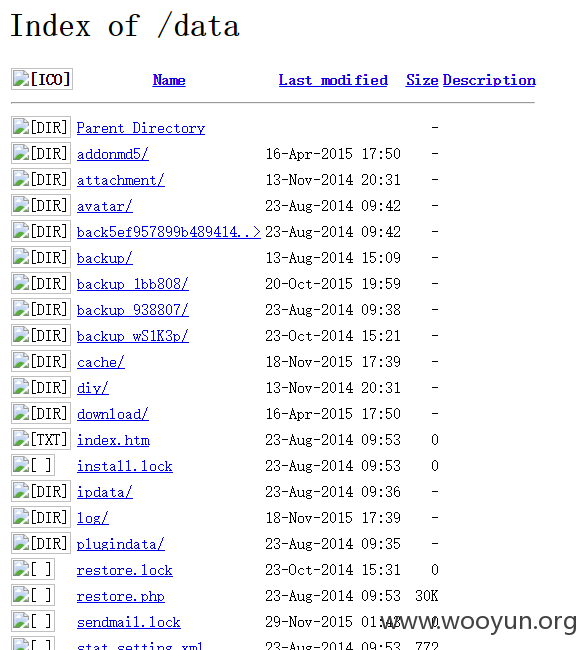 Index of /data
[ICO] Name Last modified Size Description
[DIR] Parent Directory -
[DIR] addonmd5/ 16-Apr-2015 17:50 -
[DIR] attachment/ 13-Nov-2014 20:31 -
[DIR] avatar/ 23-Aug-2014 09:42 -
[DIR] back5ef957899b489414..> 23-Aug-2014 09:42 -
[DIR] backup/ 13-Aug-2014 15:09 -
[DIR] backup_1bb808/ 20-Oct-2015 19:59 -
[DIR] backup_938807/ 23-Aug-2014 09:38 -
[DIR] backup_wS1K3p/ 23-Oct-2014 15:21 -
[DIR] cache/ 18-Nov-2015 17:39 -
[DIR] diy/ 13-Nov-2014 20:31 -
[DIR] download/ 16-Apr-2015 17:50 -
[TXT] index.htm 23-Aug-2014 09:53 0
[ ] install.lock 23-Aug-2014 09:53 0
[DIR] ipdata/ 23-Aug-2014 09:36 -
[DIR] log/ 18-Nov-2015 17:39 -
[DIR] plugindata/ 23-Aug-2014 09:35 -
[ ] restore.lock 23-Oct-2014 15:31 0
[ ] restore.php 23-Aug-2014 09:53 30K
[ ] sendmail.lock 29-Nov-2015 01:48 0
www.wooyun.org
[ ] stat_setting.xml 23-Aug-2014 09:53 772